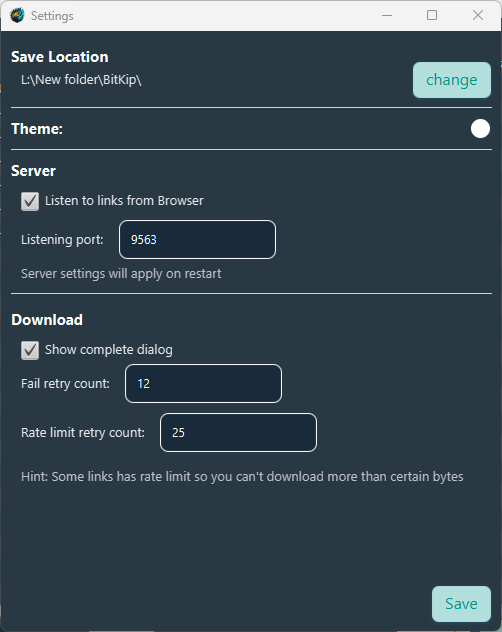 Settings
Save Location
L:\New folder\BitKip\
change
Theme:
Server
Listen to links from Browser
Listening port: 9563
Server settings will apply on restart
Download
Show complete dialog
Fail retry count: 12
Rate limit retry count: 25
Hint: Some links has rate limit so you can't download more than certain bytes
Save